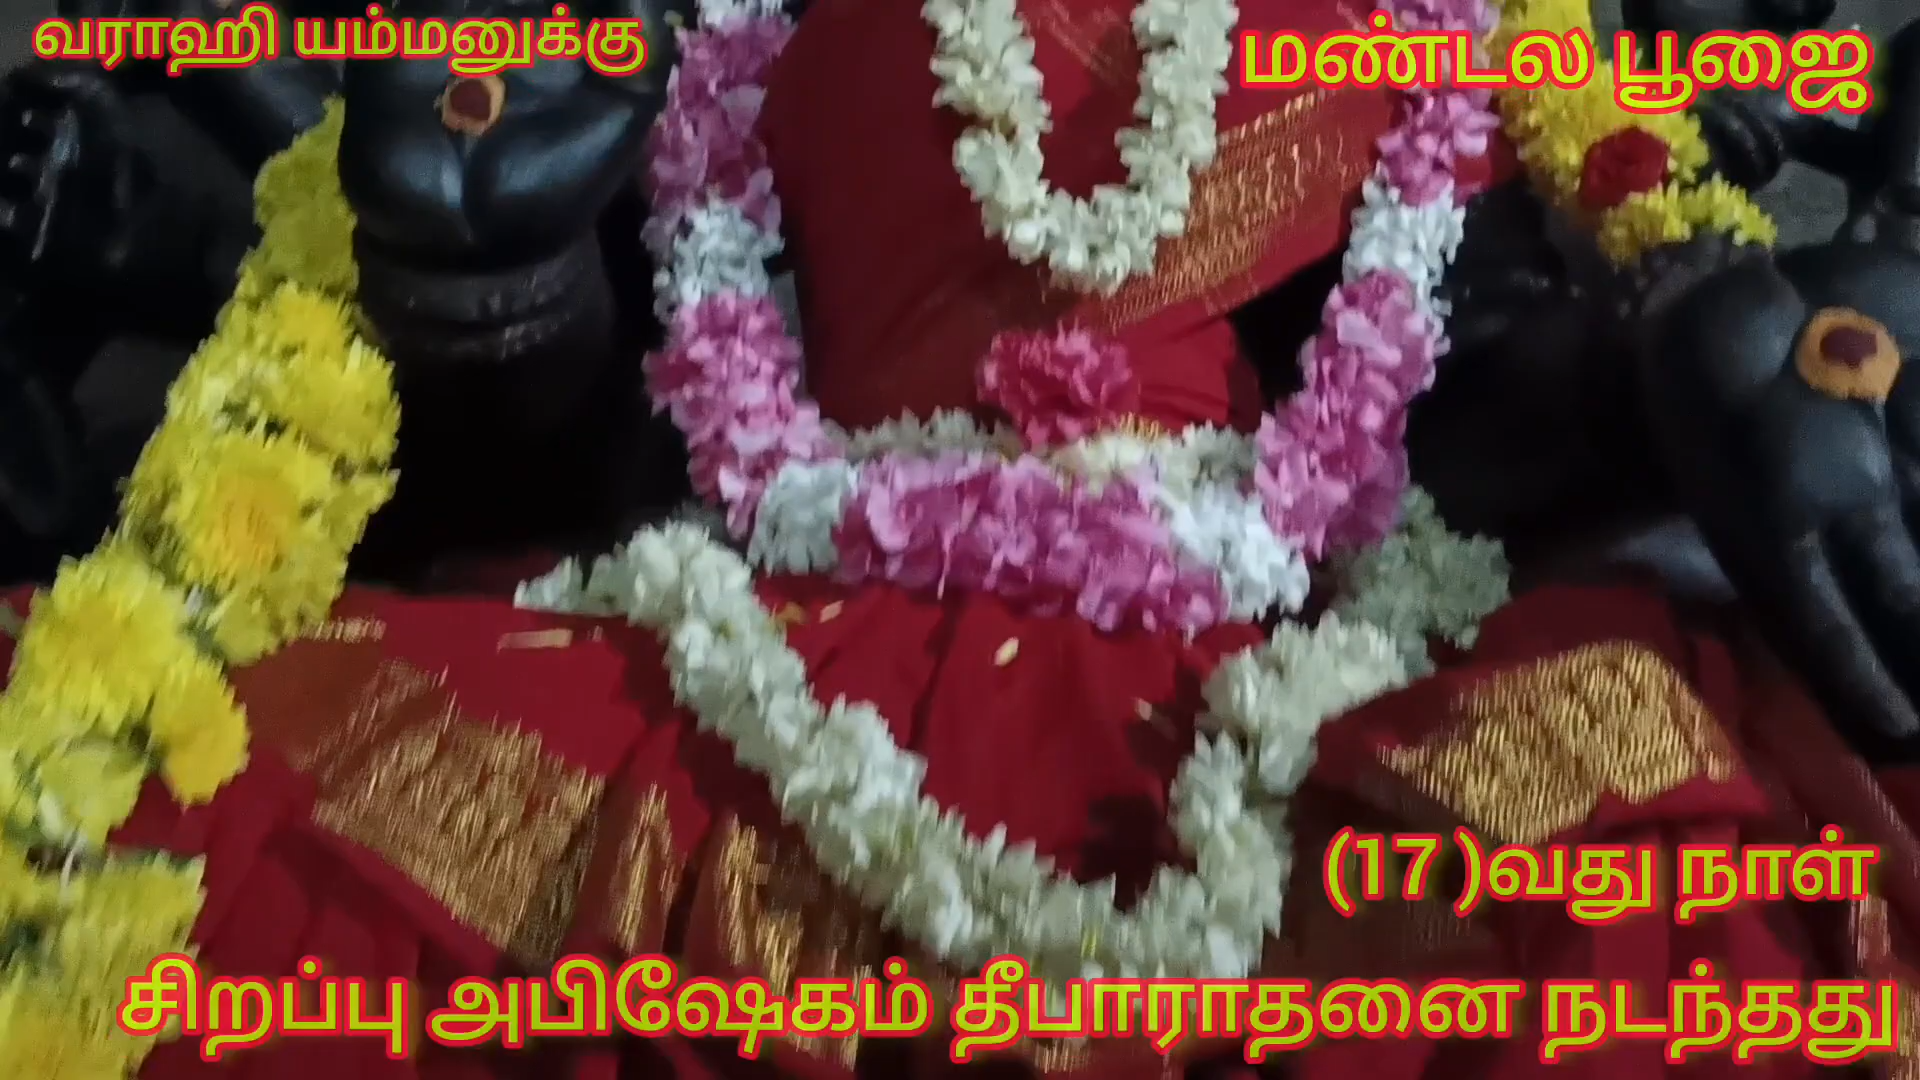 வராஹி யம்மனுக்கு
மண்டல பூஜை
(17 )வது நாள்
சிறப்பு அபிஷேகம் தீபாராதனை நடந்தது